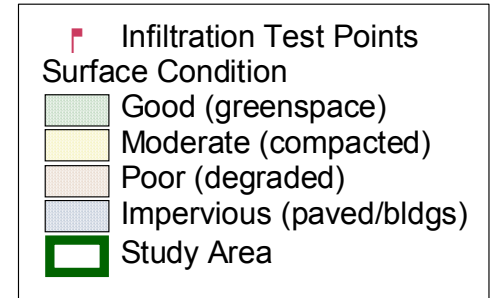 Infiltration Test Points
Surface Condition
Good (greenspace)
Moderate (compacted)
Poor (degraded)
Impervious (paved/bldgs)
Study Area